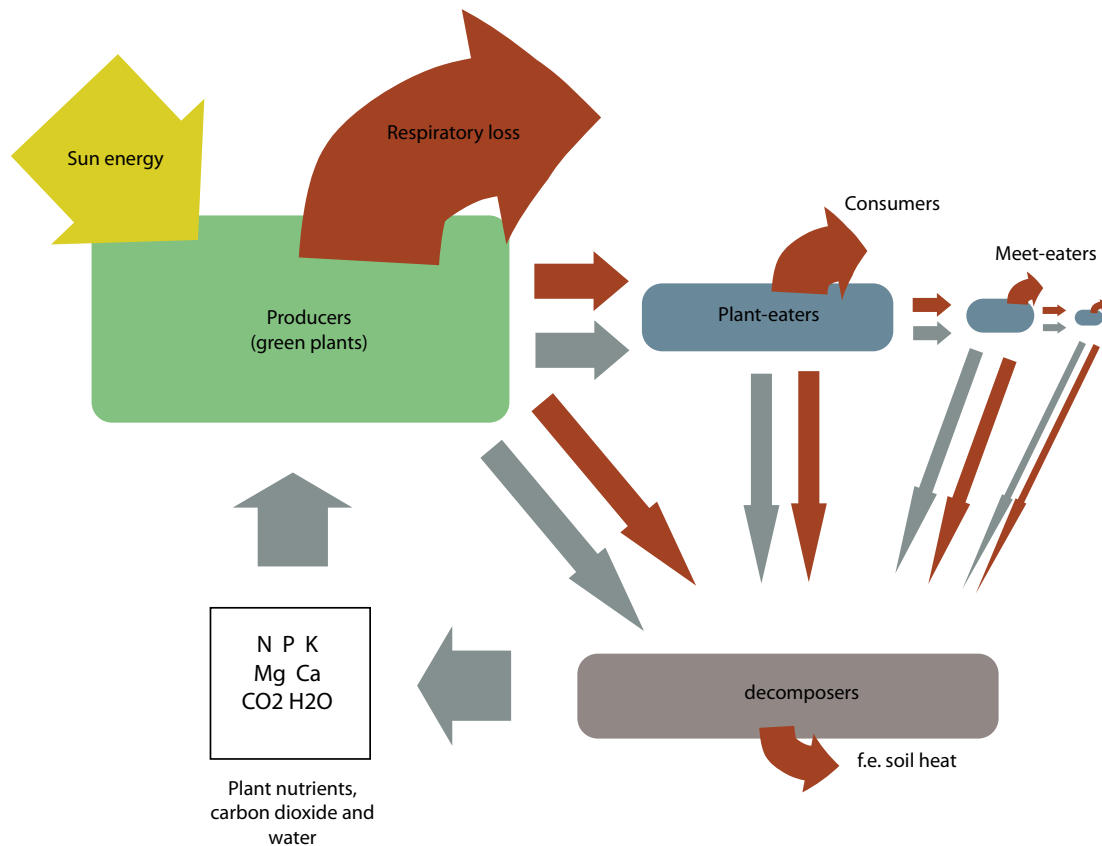 Sun energy
Respiratory loss
Consumers
Meet-eaters
Producers
(green plants)
Plant-eaters
N P K
Mg Ca
CO2 H2O
decomposers
f.e. soil heat
Plant nutrients,
carbon dioxide and
water